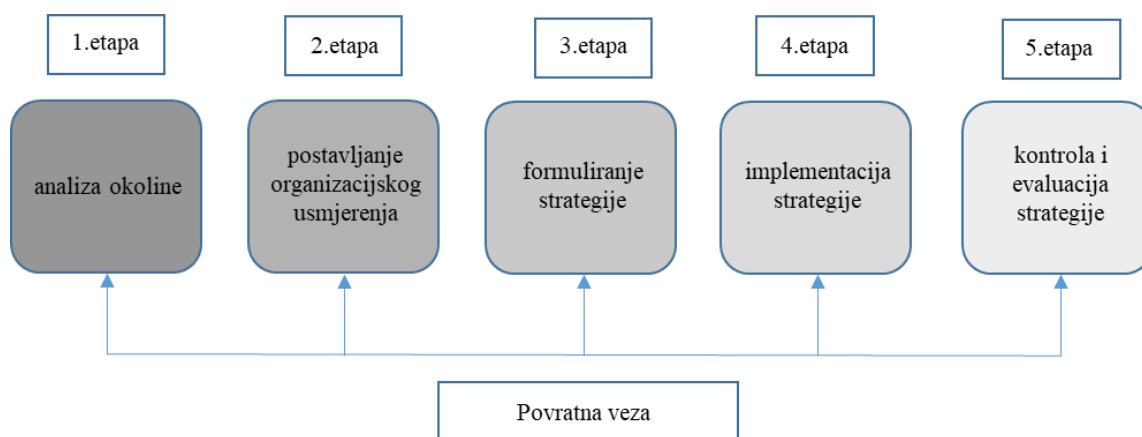 1.etapa
2.etapa
3.etapa
4.etapa
5.etapa
analiza okoline
postavljanje
organizacijskog
usmjerenja
formuliranje
strategije
implementacija
strategije
kontrola i
evaluacija
strategije
Povratna veza